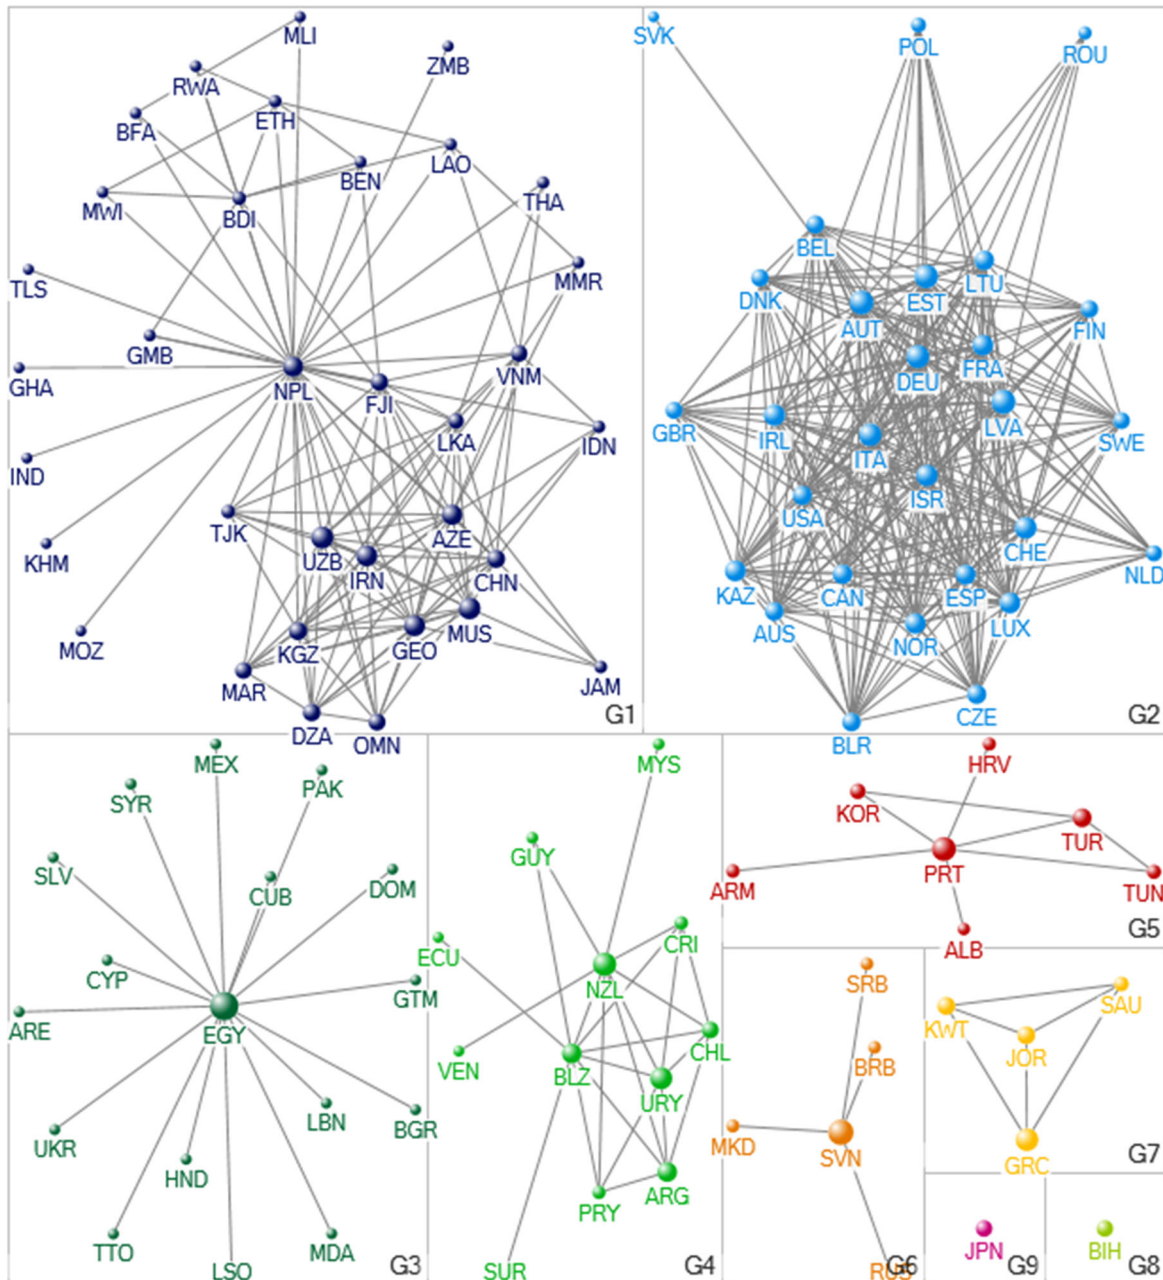 MLI
ZMB
RWA
ETH
BFA
LAO
BEN
MWI
BDI
THA
TLS
MMR
GMB
GHA
NPL
FJI
VNM
LKA
IDN
IND
TJK
AZE
UZB
IRN
CHN
KHM
MOZ
KGZ
GEO
MUS
MAR
JAM
DZA
OMN
G1
SVK
POL
ROU
BEL
DNK
EST
LTU
AUT
FIN
DEU
FRA
GBR
IRL
LVA
SWE
ITA
ISR
USA
CHE
NLD
KAZ
CAN
ESP
AUS
NOR
LUX
CZE
BLR
G2
MEX
SYR
PAK
SLV
CUB
DOM
CYP
GTM
ARE
EGY
UKR
LBN
BGR
HND
TTO
MDA
LSO
G3
MYS
GUY
ECU
CRI
NZL
VEN
BLZ
CHL
URY
PRY
ARG
SUR
G4
HRV
KOR
TUR
PRT
ARM
TUN
ALB
G5
SRB
BRB
MKD
SVN
RUS
G6
SAU
KWT
JOR
GRC
G7
JPN
G9
BIH
G8